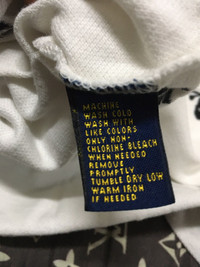 MACHINE
WASH COLD
WASH WITH
LIKE COLORS
ONLY NON-
CHLORINE BLEACH
WHEN NEEDED
REMOVE
PROMPTLY
TUMBLE DRY LOW
WARM IRON
IF NEEDED